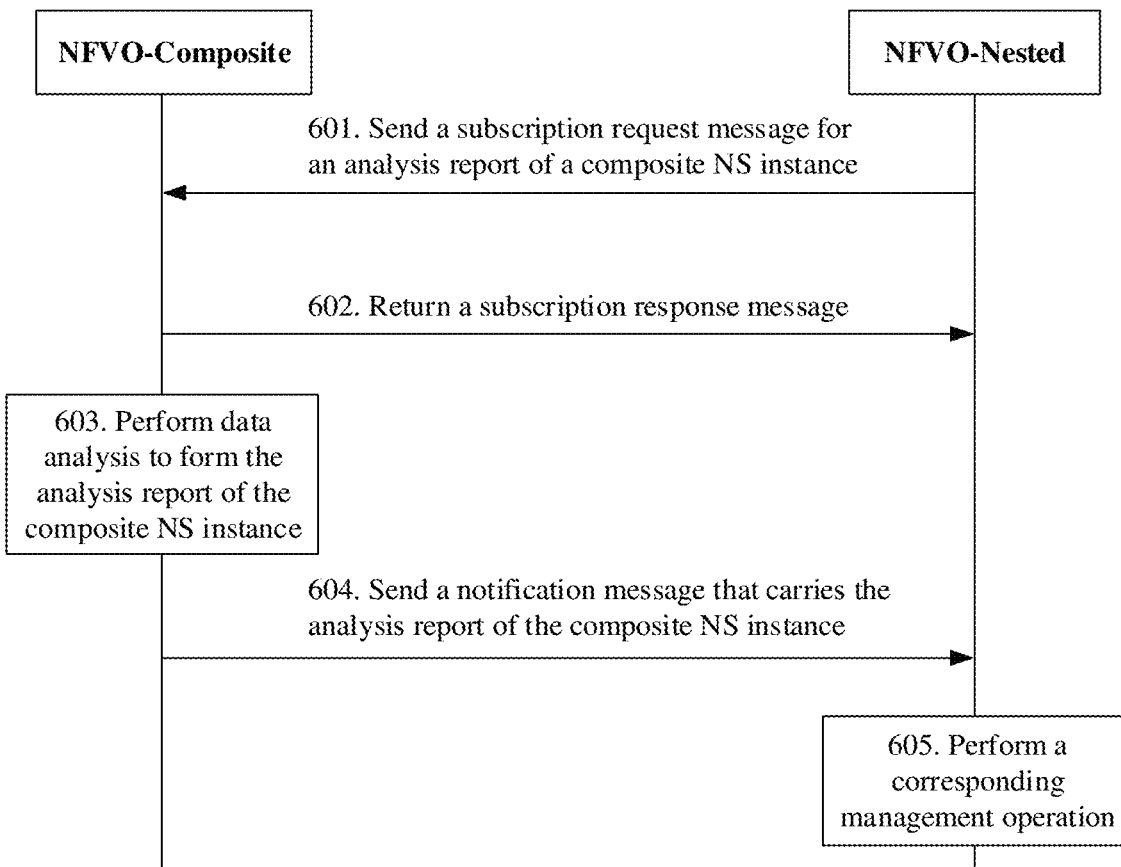 NFVO-Composite
NFVO-Nested
601. Send a subscription request message for
an analysis report of a composite NS instance
602. Return a subscription response message
603. Perform data
analysis to form the
analysis report of the
composite NS instance
604. Send a notification message that carries the
analysis report of the composite NS instance
605. Perform a
corresponding
management operation